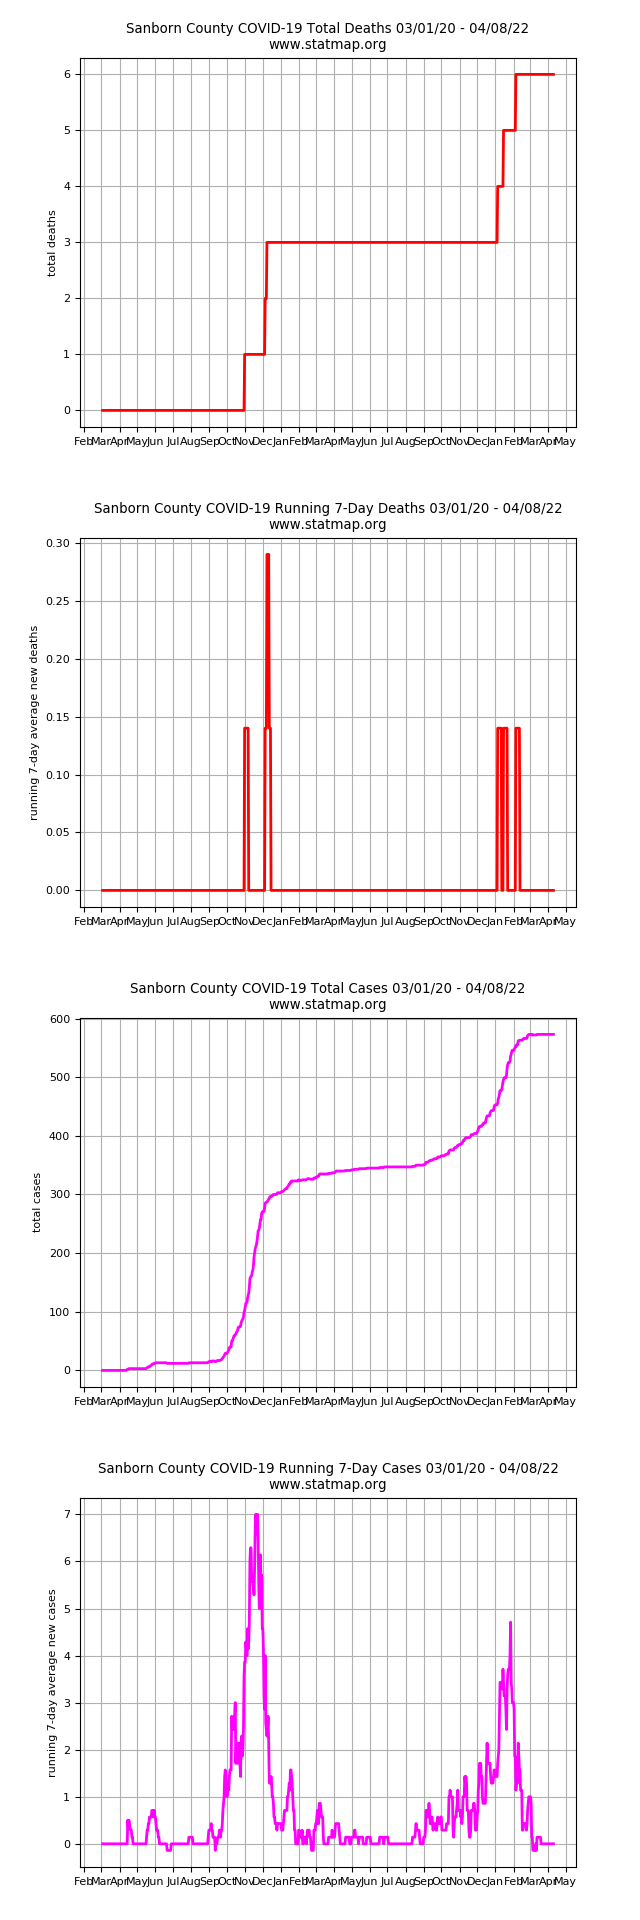 Sanborn County COVID-19 Total Deaths 03/01/20 - 04/08/22
www.statmap.org
6
5
4
3
2
1
0
total deaths
Feb Mar Apr May Jun Jul Aug Sep Oct Nov Dec Jan Feb Mar Apr May Jun Jul Aug Sep Oct Nov Dec Jan Feb Mar Apr May
Sanborn County COVID-19 Running 7-Day Deaths 03/01/20 - 04/08/22
www.statmap.org
0.30
0.25
0.20
0.15
0.10
0.05
0.00
running 7-day average new deaths
Feb Mar Apr May Jun Jul Aug Sep Oct Nov Dec Jan Feb Mar Apr May Jun Jul Aug Sep Oct Nov Dec Jan Feb Mar Apr May
Sanborn County COVID-19 Total Cases 03/01/20 - 04/08/22
www.statmap.org
600
500
400
300
200
100
0
total cases
Feb Mar Apr May Jun Jul Aug Sep Oct Nov Dec Jan Feb Mar Apr May Jun Jul Aug Sep Oct Nov Dec Jan Feb Mar Apr May
Sanborn County COVID-19 Running 7-Day Cases 03/01/20 - 04/08/22
www.statmap.org
7
6
5
4
3
2
1
0
running 7-day average new cases
Feb Mar Apr May Jun Jul Aug Sep Oct Nov Dec Jan Feb Mar Apr May Jun Jul Aug Sep Oct Nov Dec Jan Feb Mar Apr May